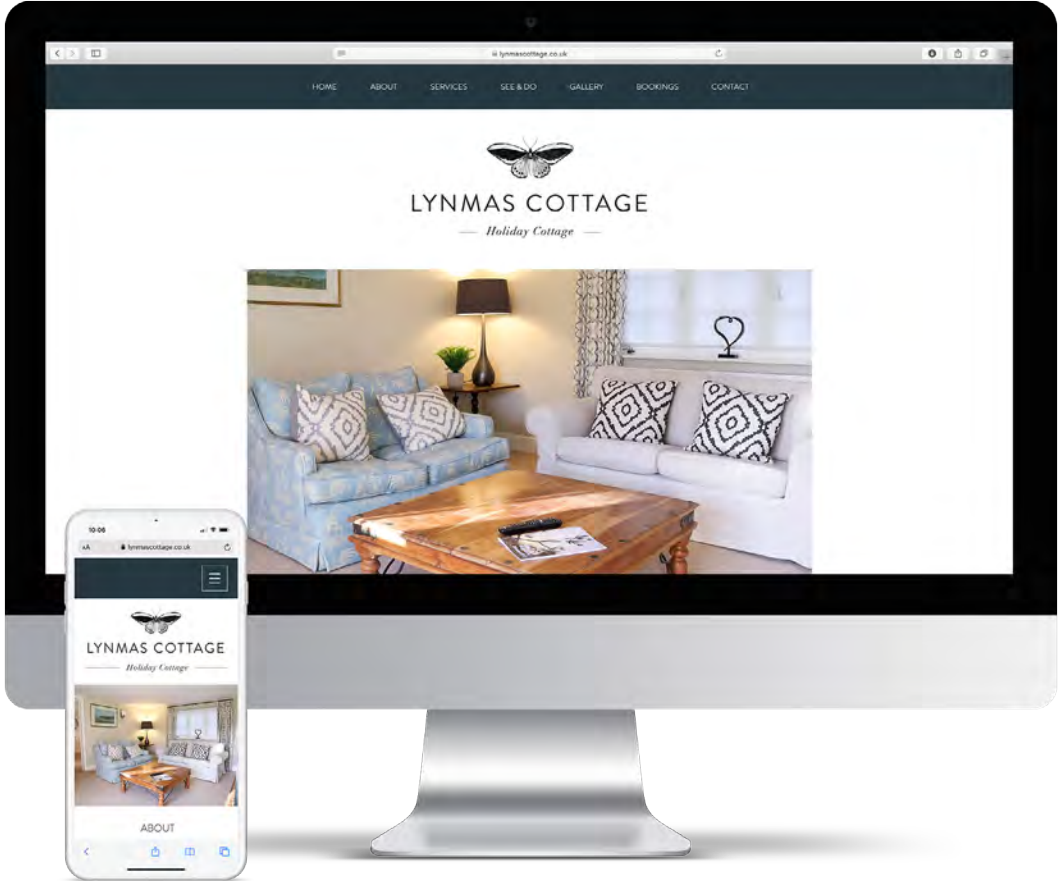 lynmascottage.co.uk
HOME ABOUT SERVICES SEE & DO GALLERY BOOKINGS CONTACT
LYNMAS COTTAGE
Holiday Cottage
10:06
AA lynmascottage.co.uk
LYNMAS COTTAGE
Holiday Cottage
ABOUT